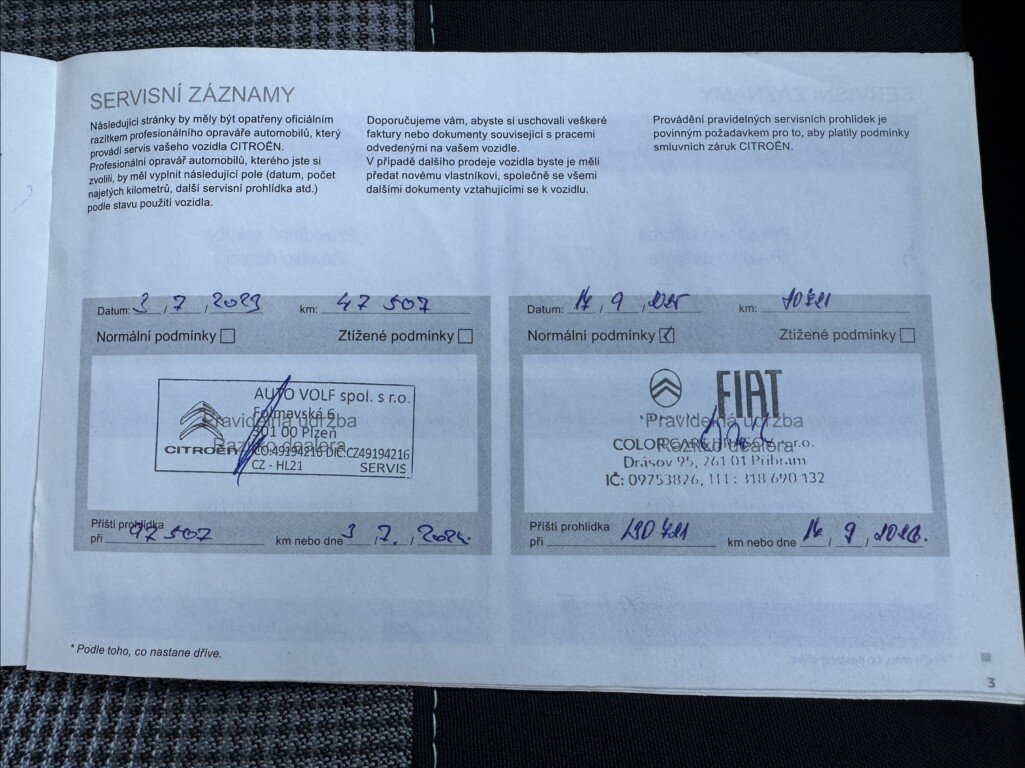 SERVISNÍ ZÁZNAMY
Následující stránky by měly být opatřeny oficiálním
razítkem profesionálního opraváře automobilů, který
provádí servis vašeho vozidla CITROËN.
Profesionální opravář automobilů, kterého jste si
zvolili, by měl vyplnit následující pole (datum, počet
najetých kilometrů, další servisní prohlídka atd.)
podle stavu použití vozidla.
Doporučujeme vám, abyste si uschovali veškeré
faktury nebo dokumenty související s pracemi
odvedenými na vašem vozidle.
V případě dalšího prodeje vozidla byste je měli
předat novému vlastníkovi, společně se všemi
dalšími dokumenty vztahujícími se k vozidlu.
Provádění pravidelných servisních prohlídek je
povinným požadavkem pro to, aby platily podmínky
smluvních záruk CITROËN.
Datum: 3 / 7 / 2023 km: 47 507
Normální podmínky Ztížené podmínky
AUTO VOLF spol. s r.o.
Folmavská 6
Pravidelná údržba
301 00 Plzeň
Razítko dealera
CITROËN IČO:49194216 DIČ:CZ49194216
CZ - HL21 SERVIS
Příští prohlídka
při 97 507 km nebo dne 3 / 7. / 2024.
Datum: 17 / 9 / 2025 km:
Normální podmínky Ztížené podmínky
FIAT
Pravidelná údržba
COLOR CARS s.r.o.
Razítko dealera
Drásov 95, 261 01 Příbram
IČ: 09753826, 318 690 132
Příští prohlídka
při km nebo dne 17 / 9 / 2026.
* Podle toho, co nastane dříve.
3